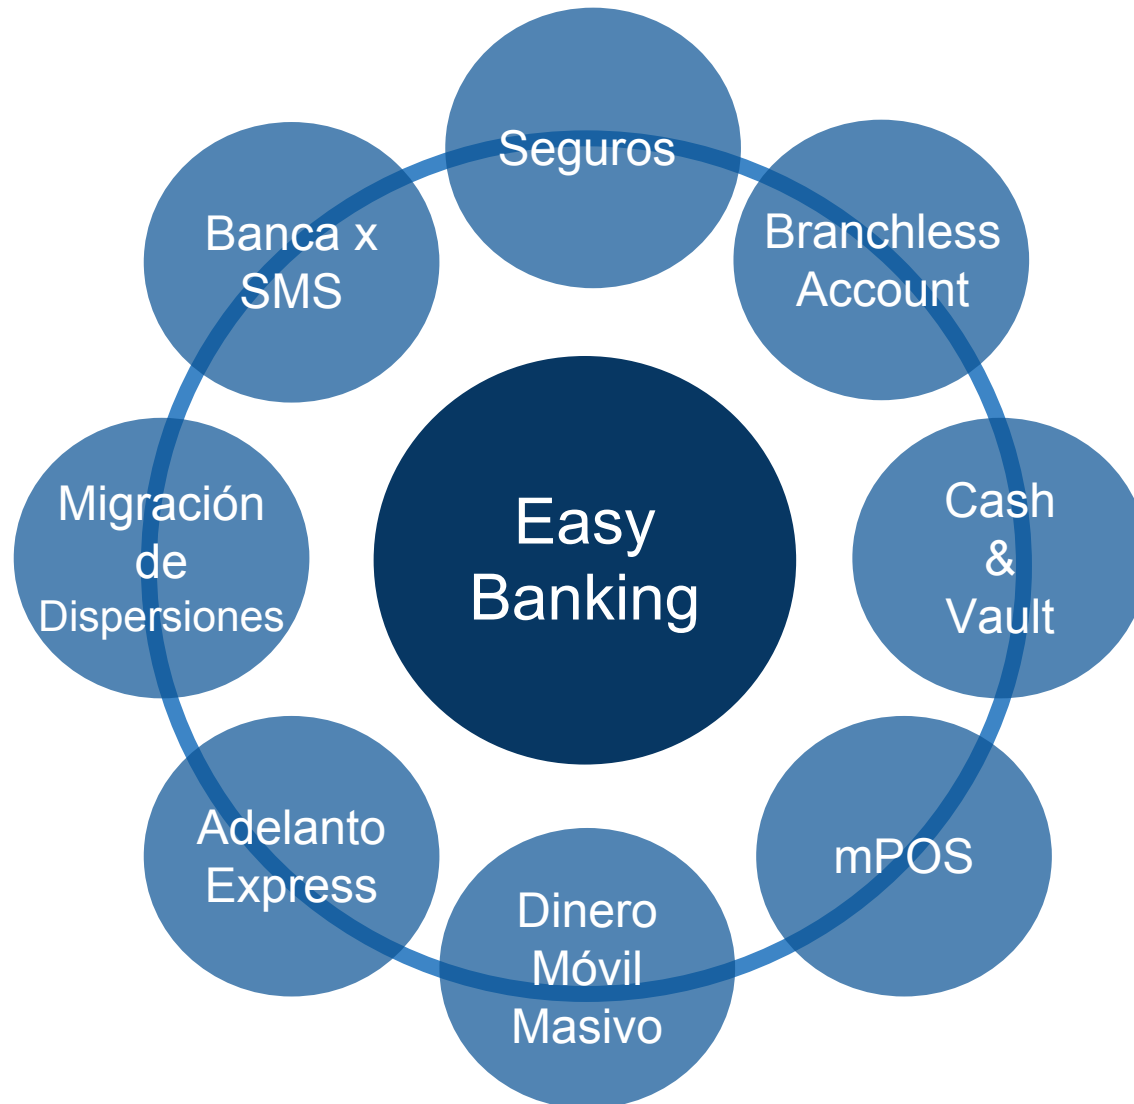 Seguros
Banca x
SMS
Branchless
Account
Migración
de
Dispersiones
Easy
Banking
Cash
&
Vault
Adelanto
Express
mPOS
Dinero
Móvil
Masivo